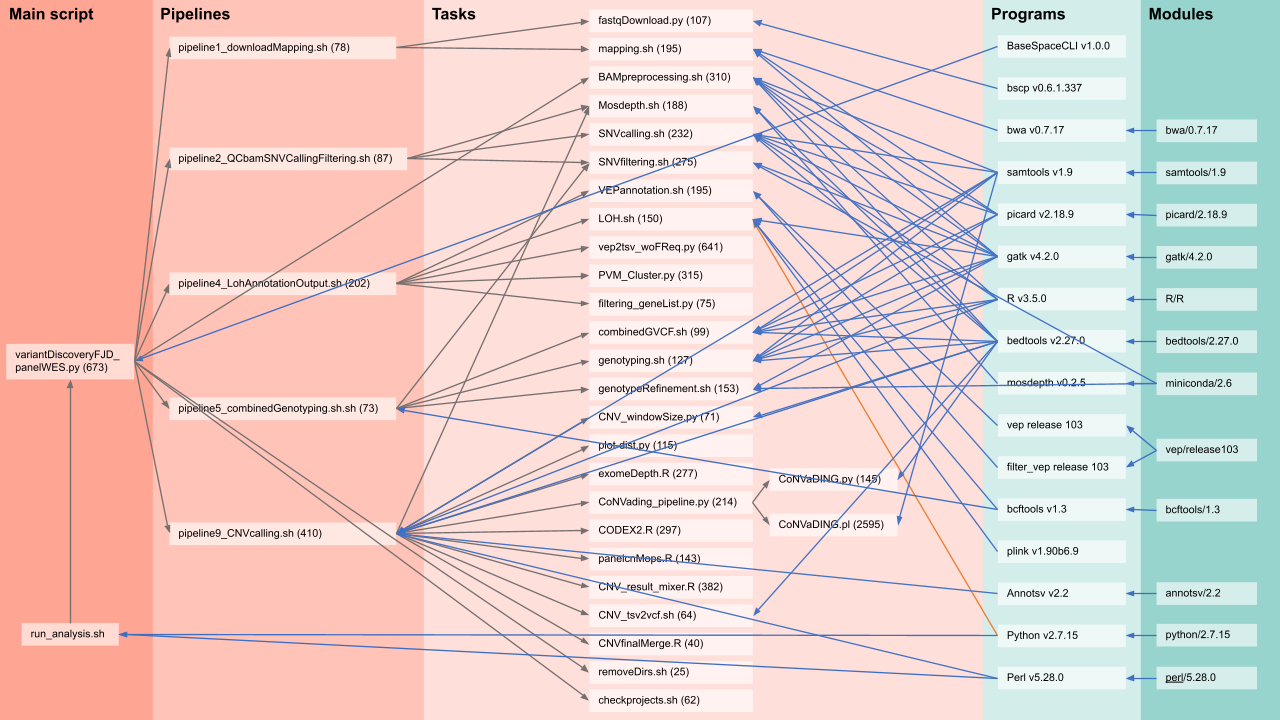 Main script
Pipelines
Tasks
Programs
Modules
variantDiscoveryFJD_
panelWES.py (673)
run_analysis.sh
pipeline1_downloadMapping.sh (78)
pipeline2_QCbamSNVCallingFiltering.sh (87)
pipeline4_LohAnnotationOutput.sh (202)
pipeline5_combinedGenotyping.sh.sh (73)
pipeline9_CNVcalling.sh (410)
fastqDownload.py (107)
mapping.sh (195)
BAMpreprocessing.sh (310)
Mosdepth.sh (188)
SNVcalling.sh (232)
SNVfiltering.sh (275)
VEPannotation.sh (195)
LOH.sh (150)
vep2tsv_woFReq.py (641)
PVM_Cluster.py (315)
filtering_geneList.py (75)
combinedGVCF.sh (99)
genotyping.sh (127)
genotypeRefinement.sh (153)
CNV_windowSize.py (71)
plot-dist.py (115)
exomeDepth.R (277)
CoNVading_pipeline.py (214)
CODEX2.R (297)
panelcnMops.R (143)
CNV_result_mixer.R (382)
CNV_tsv2vcf.sh (64)
CNVfinalMerge.R (40)
removeDirs.sh (25)
checkprojects.sh (62)
CoNVaDING.py (145)
CoNVaDING.pl (2595)
BaseSpaceCLI v1.0.0
bscp v0.6.1.337
bwa v0.7.17
samtools v1.9
picard v2.18.9
gatk v4.2.0
R v3.5.0
bedtools v2.27.0
mosdepth v0.2.5
vep release 103
filter_vep release 103
bcftools v1.3
plink v1.90b6.9
Annotsv v2.2
Python v2.7.15
Perl v5.28.0
bwa/0.7.17
samtools/1.9
picard/2.18.9
gatk/4.2.0
R/R
bedtools/2.27.0
miniconda/2.6
vep/release103
bcftools/1.3
annotsv/2.2
python/2.7.15
perl/5.28.0